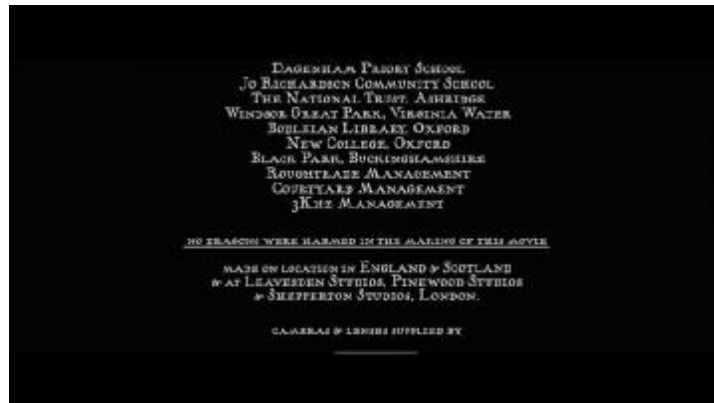 Dagenham Priory School
Jo Richardson Community School
The National Trust, Ashridge
Windsor Great Park, Virginia Water
Bodleian Library, Oxford
New College, Oxford
Black Park, Buckinghamshire
Roughtrade Management
Courtyard Management
3Khz Management
no dragons were harmed in the making of this movie
made on location in England & Scotland
& at Leavesden Studios, Pinewood Studios
& Shepperton Studios, London.
cameras & lenses supplied by